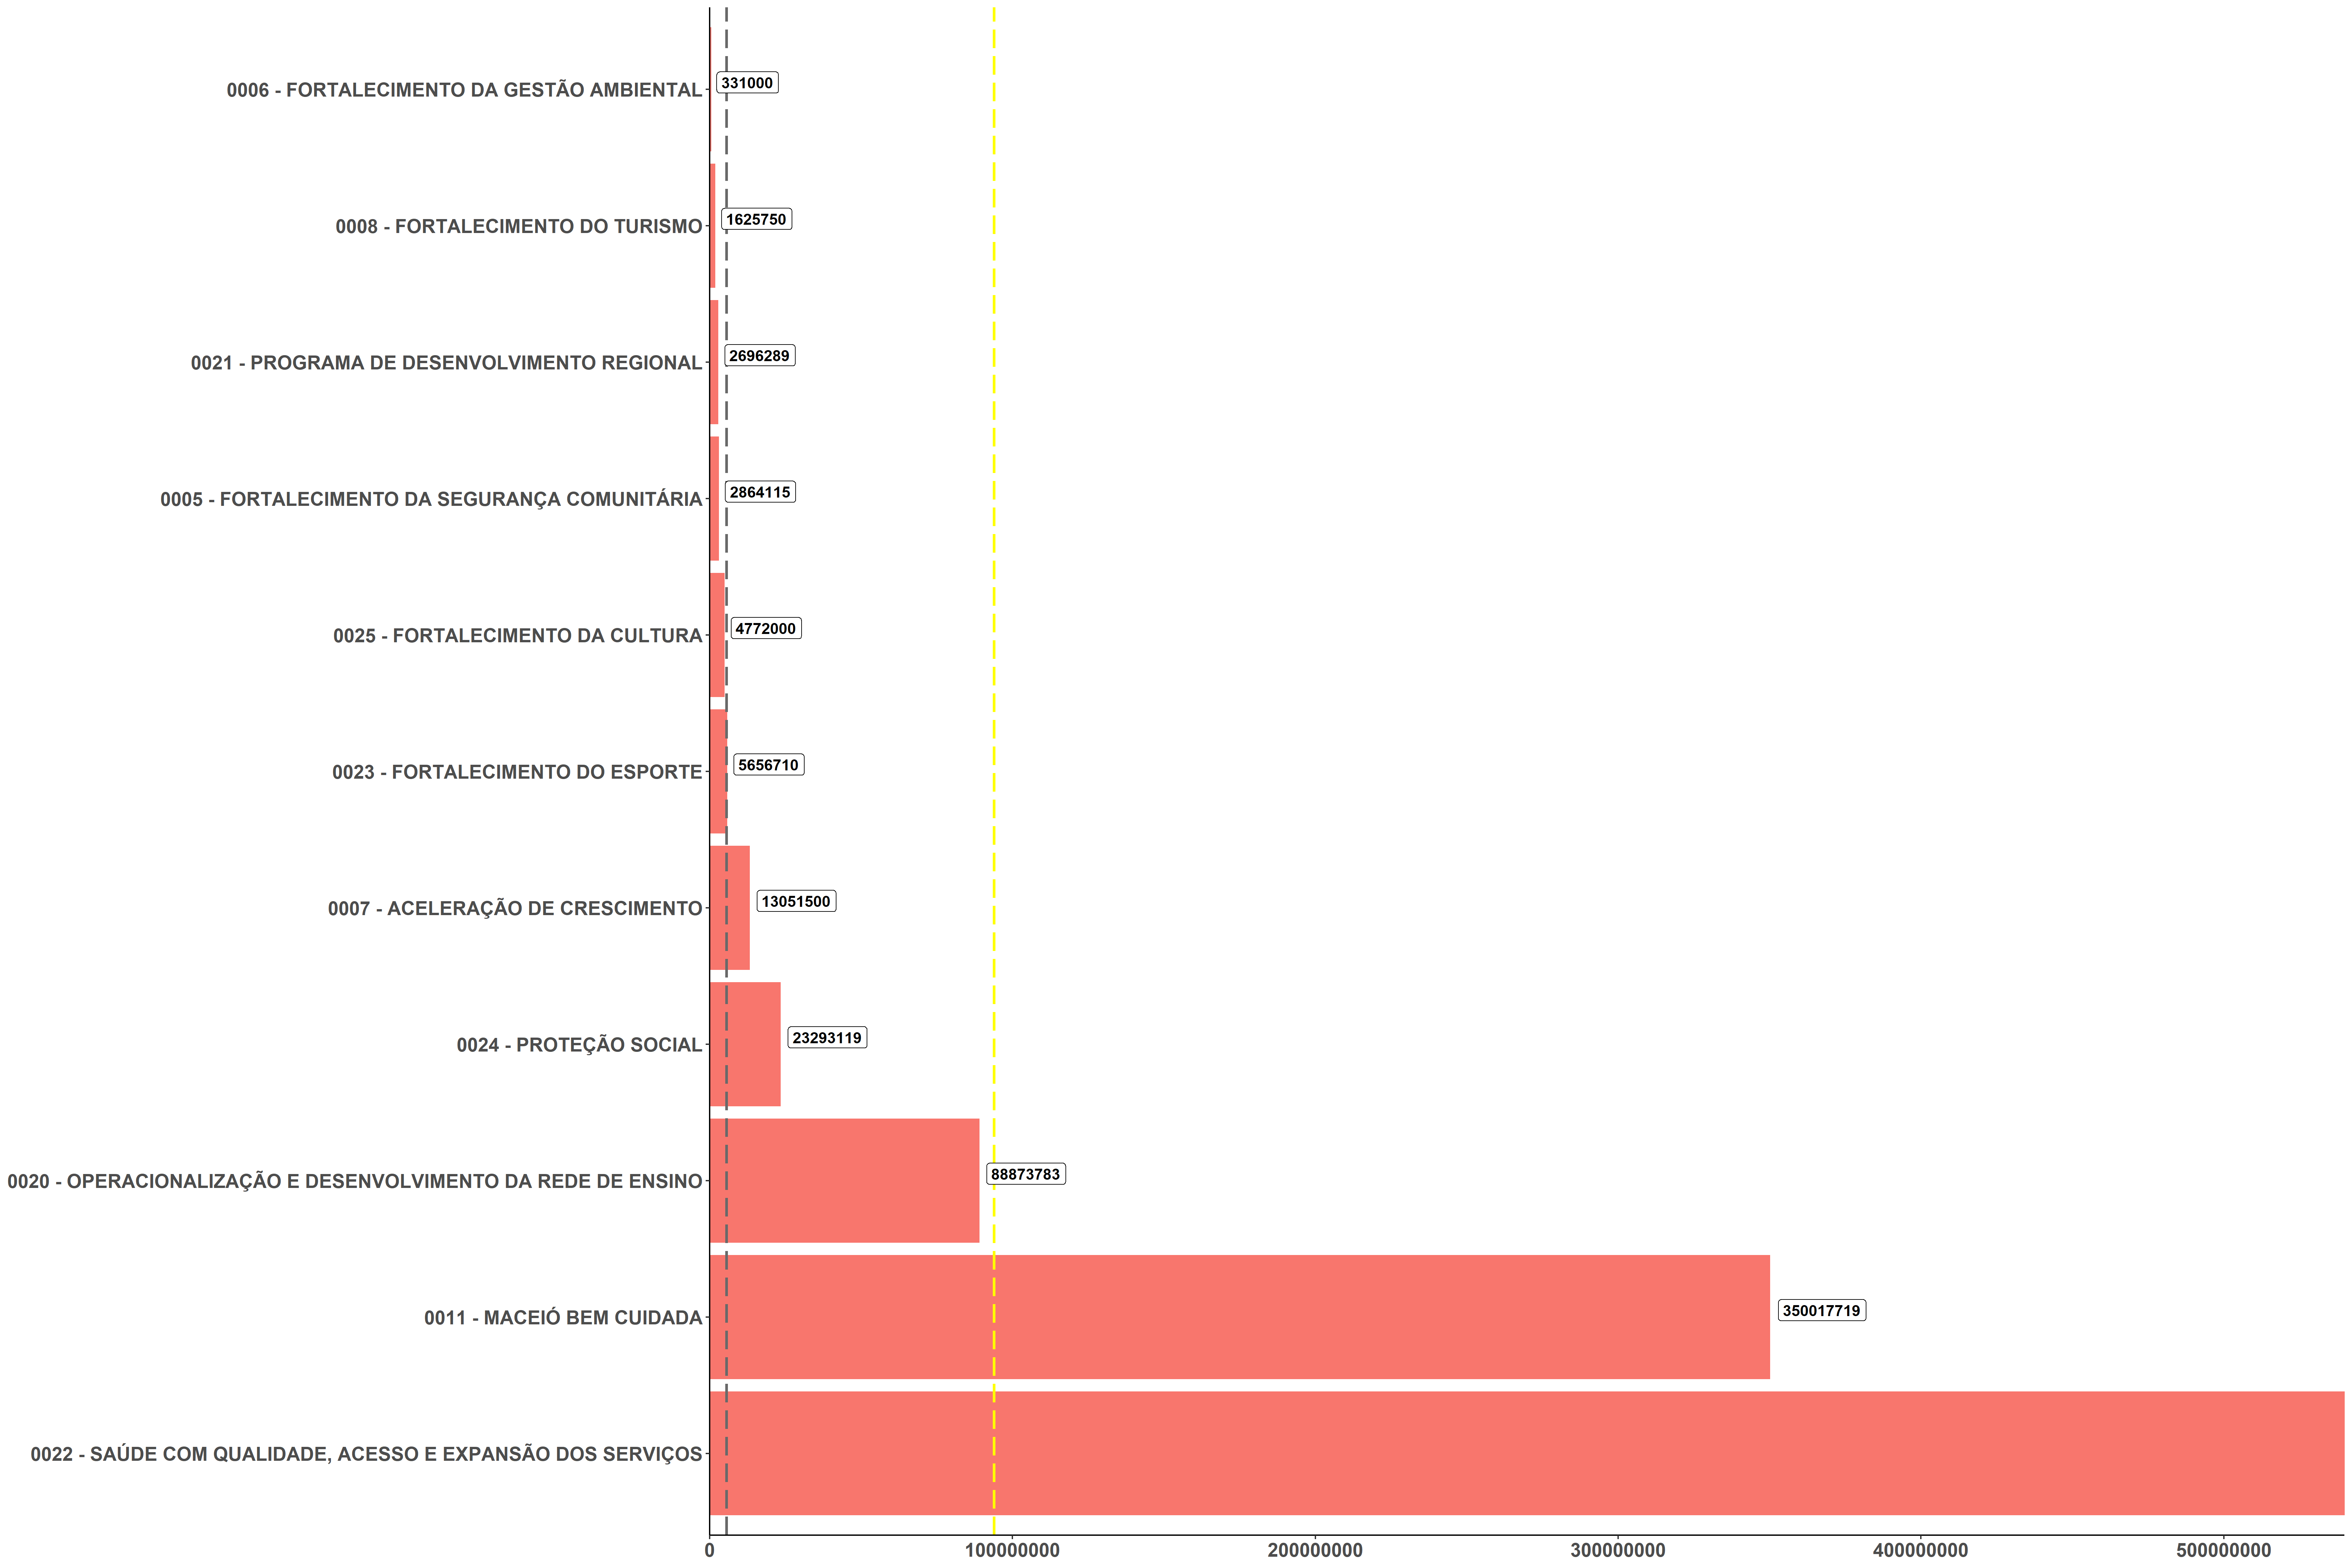 0006 - FORTALECIMENTO DA GESTÃO AMBIENTAL
331000
0008 - FORTALECIMENTO DO TURISMO
1625750
0021 - PROGRAMA DE DESENVOLVIMENTO REGIONAL
2696289
0005 - FORTALECIMENTO DA SEGURANÇA COMUNITÁRIA
2864115
0025 - FORTALECIMENTO DA CULTURA
4772000
0023 - FORTALECIMENTO DO ESPORTE
5656710
0007 - ACELERAÇÃO DE CRESCIMENTO
13051500
0024 - PROTEÇÃO SOCIAL
23293119
0020 - OPERACIONALIZAÇÃO E DESENVOLVIMENTO DA REDE DE ENSINO
88873783
0011 - MACEIÓ BEM CUIDADA
350017719
0022 - SAÚDE COM QUALIDADE, ACESSO E EXPANSÃO DOS SERVIÇOS
0 100000000 200000000 300000000 400000000 500000000